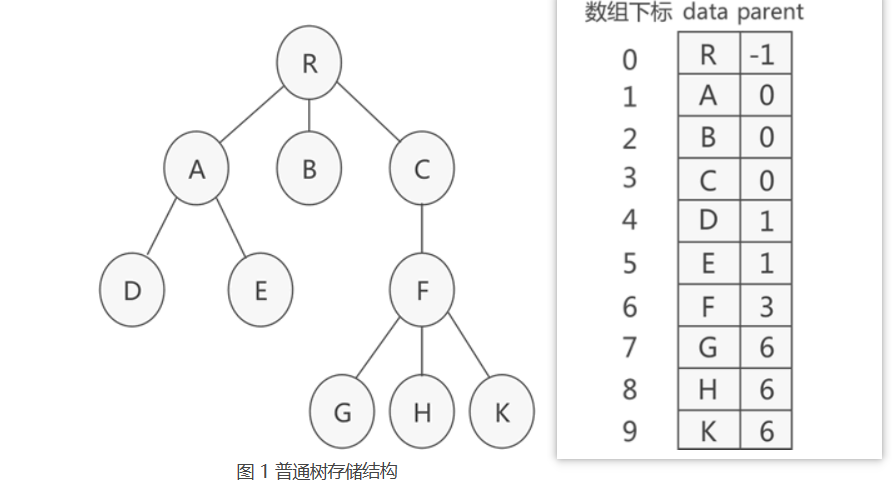 R
A B C
D E F
G H K
图 1 普通树存储结构
数组下标 data parent
0 R -1
1 A 0
2 B 0
3 C 0
4 D 1
5 E 1
6 F 3
7 G 6
8 H 6
9 K 6